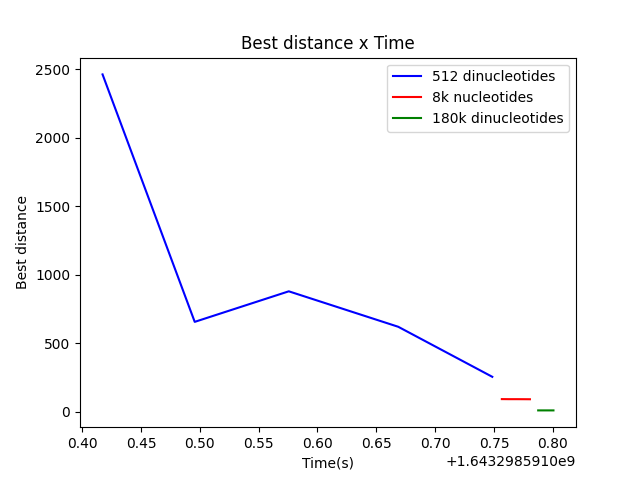 Best distance x Time
512 dinucleotides
8k nucleotides
180k dinucleotides
Best distance
2500
2000
1500
1000
500
0
0.40 0.45 0.50 0.55 0.60 0.65 0.70 0.75 0.80
Time(s)
+1.6432985910e9